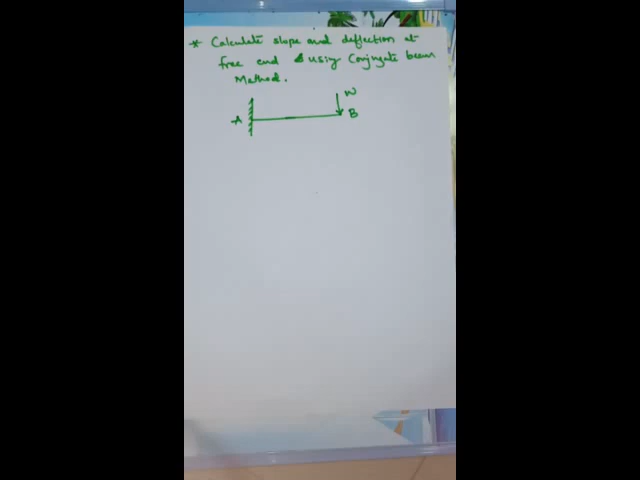 * Calculate slope and deflection at
free end using Conjugate beam
Method.
W
A
B